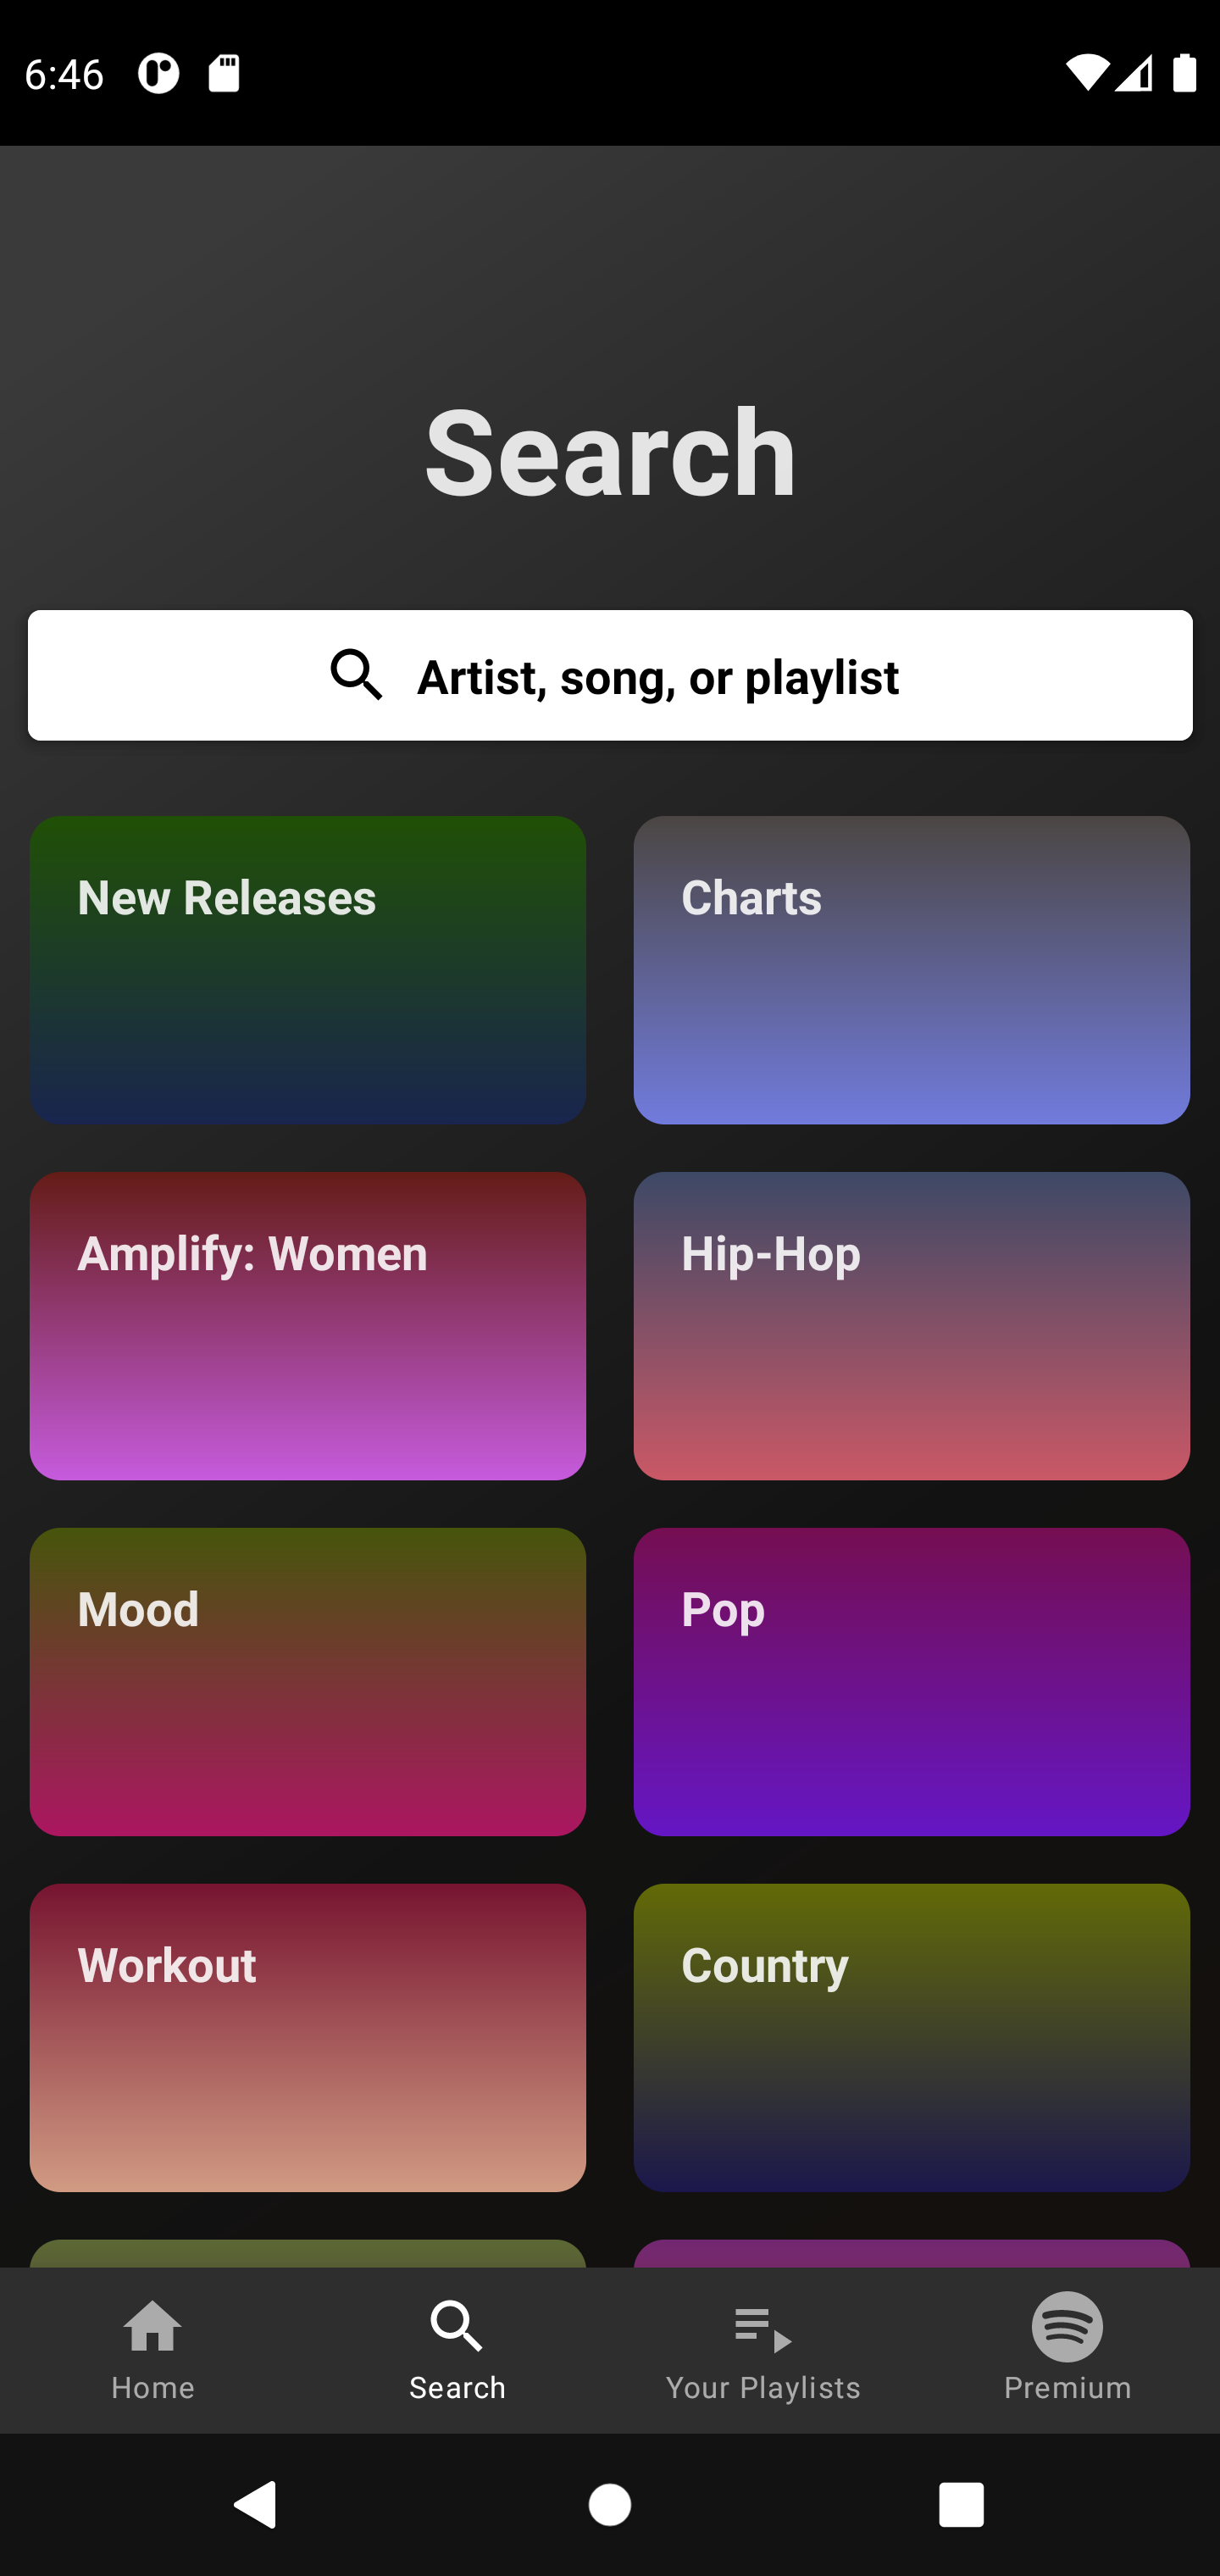 6:46
Search
Artist, song, or playlist
New Releases
Charts
Amplify: Women
Hip-Hop
Mood
Pop
Workout
Country
Home
Search
Your Playlists
Premium